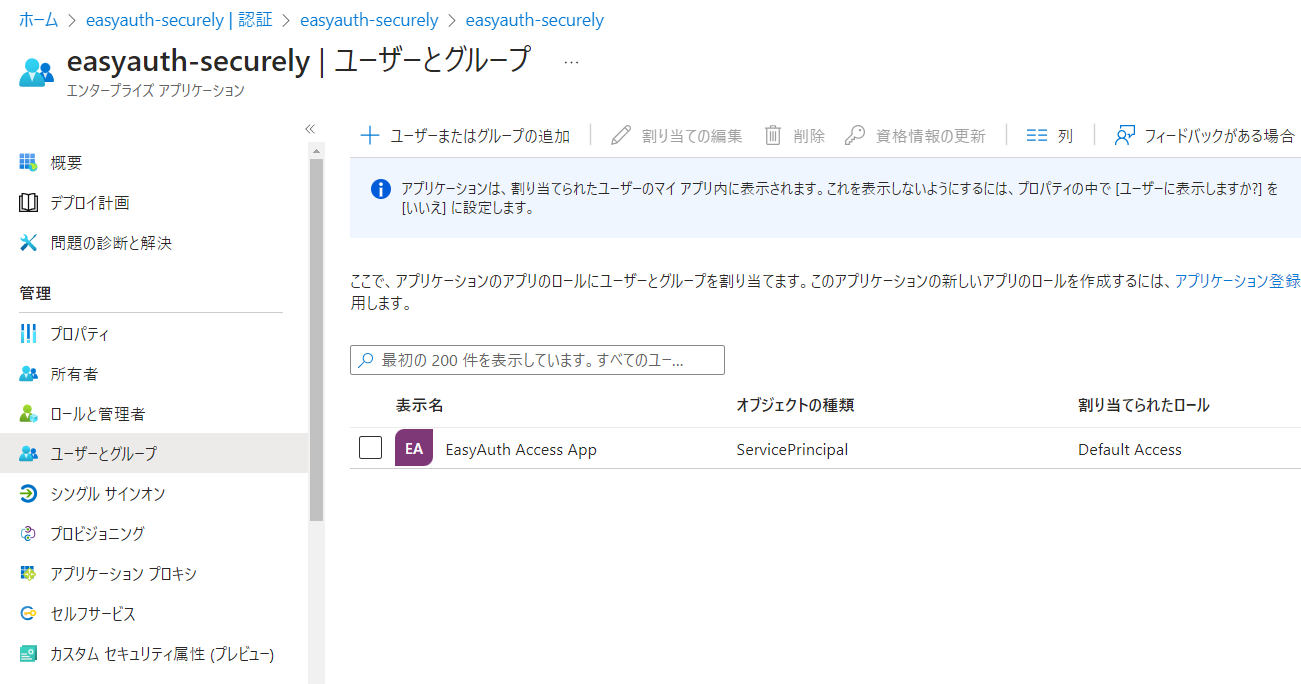 ホーム > easyauth-securely | 認証 > easyauth-securely > easyauth-securely
easyauth-securely | ユーザーとグループ ...
エンタープライズ アプリケーション
«
概要
デプロイ計画
問題の診断と解決
管理
プロパティ
所有者
ロールと管理者
ユーザーとグループ
シングル サインオン
プロビジョニング
アプリケーション プロキシ
セルフサービス
カスタム セキュリティ属性 (プレビュー)
ユーザーまたはグループの追加 割り当ての編集 削除 資格情報の更新 列 フィードバックがある場合
アプリケーションは、割り当てられたユーザーのマイ アプリ内に表示されます。これを表示しないようにするには、プロパティの中で [ユーザーに表示しますか?] を
[いいえ] に設定します。
ここで、アプリケーションのアプリのロールにユーザーとグループを割り当てます。このアプリケーションの新しいアプリのロールを作成するには、アプリケーション登録
用します。
最初の 200 件を表示しています。すべてのユー...
表示名 オブジェクトの種類 割り当てられたロール
EA EasyAuth Access App ServicePrincipal Default Access